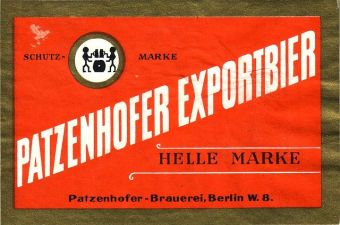 SCHUTZ- MARKE
PATZENHOFER EXPORTBIER
HELLE MARKE
Patzenhofer-Brauerei, Berlin W. 8.